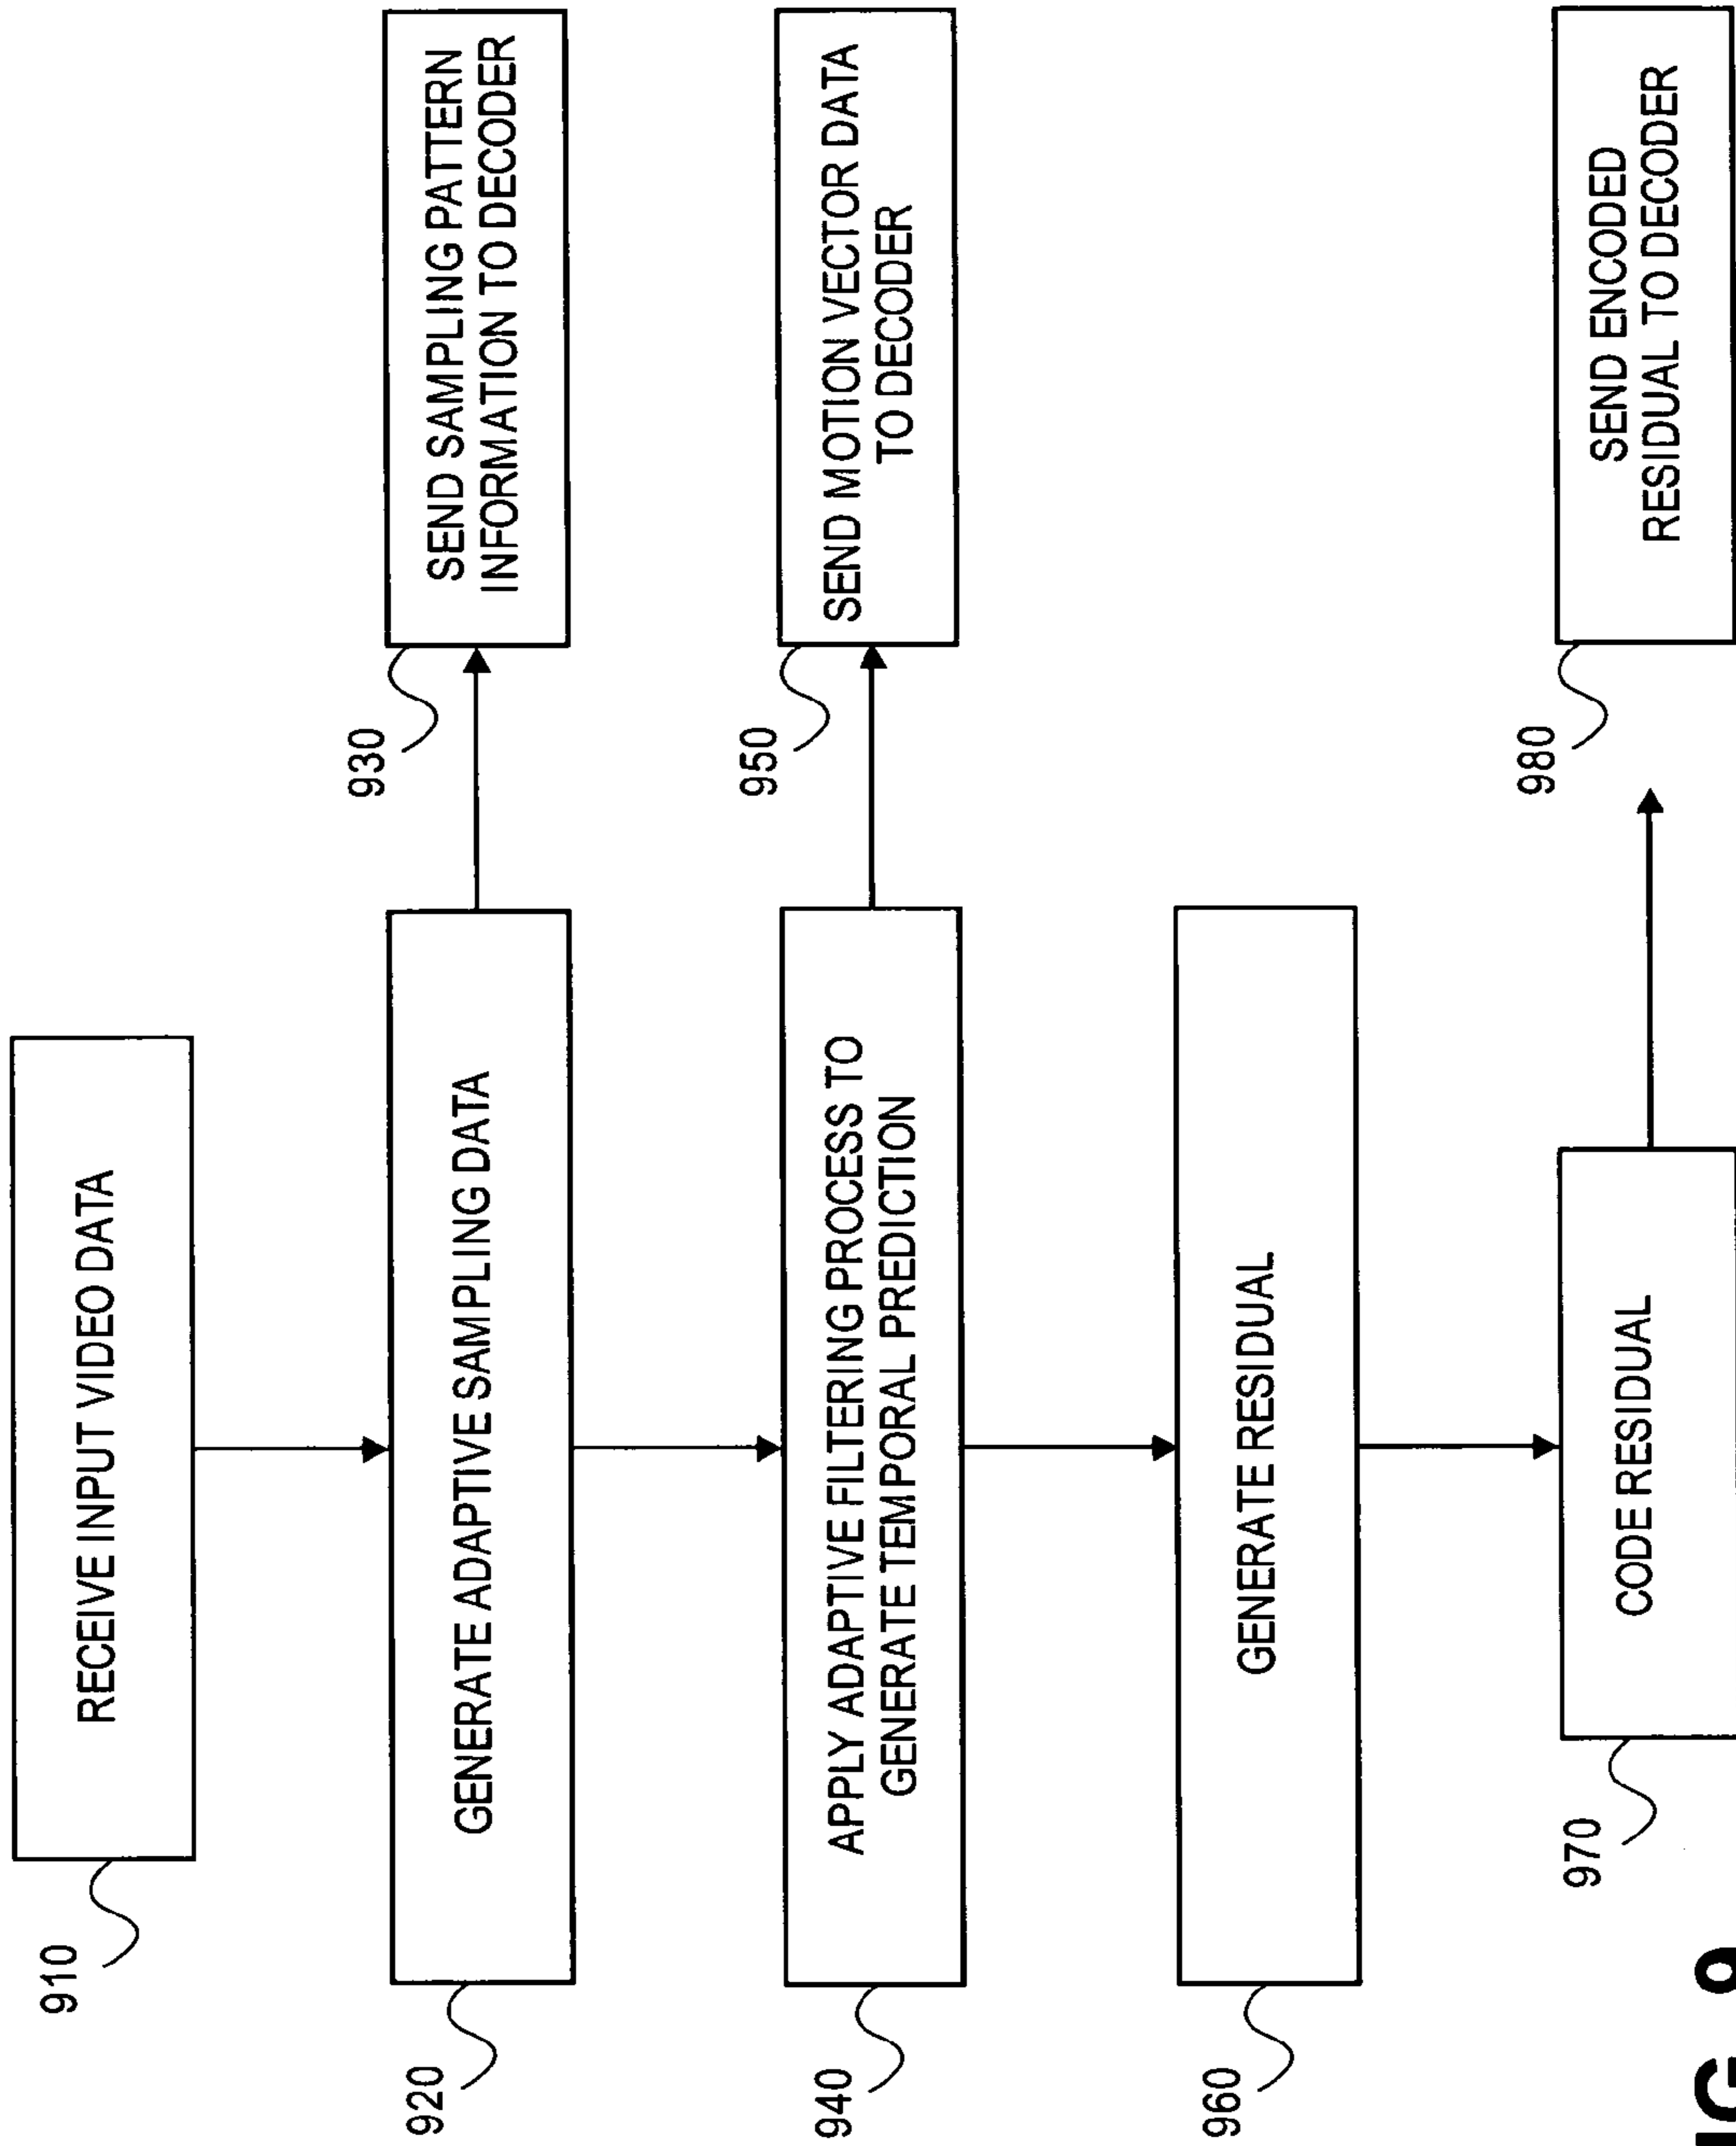 910
RECEIVE INPUT VIDEO DATA
920
GENERATE ADAPTIVE SAMPLING DATA
930
SEND SAMPLING PATTERN
INFORMATION TO DECODER
940
APPLY ADAPTIVE FILTERING PROCESS TO
GENERATE TEMPORAL PREDICTION
950
SEND MOTION VECTOR DATA
TO DECODER
960
GENERATE RESIDUAL
970
CODE RESIDUAL
980
SEND ENCODED
RESIDUAL TO DECODER